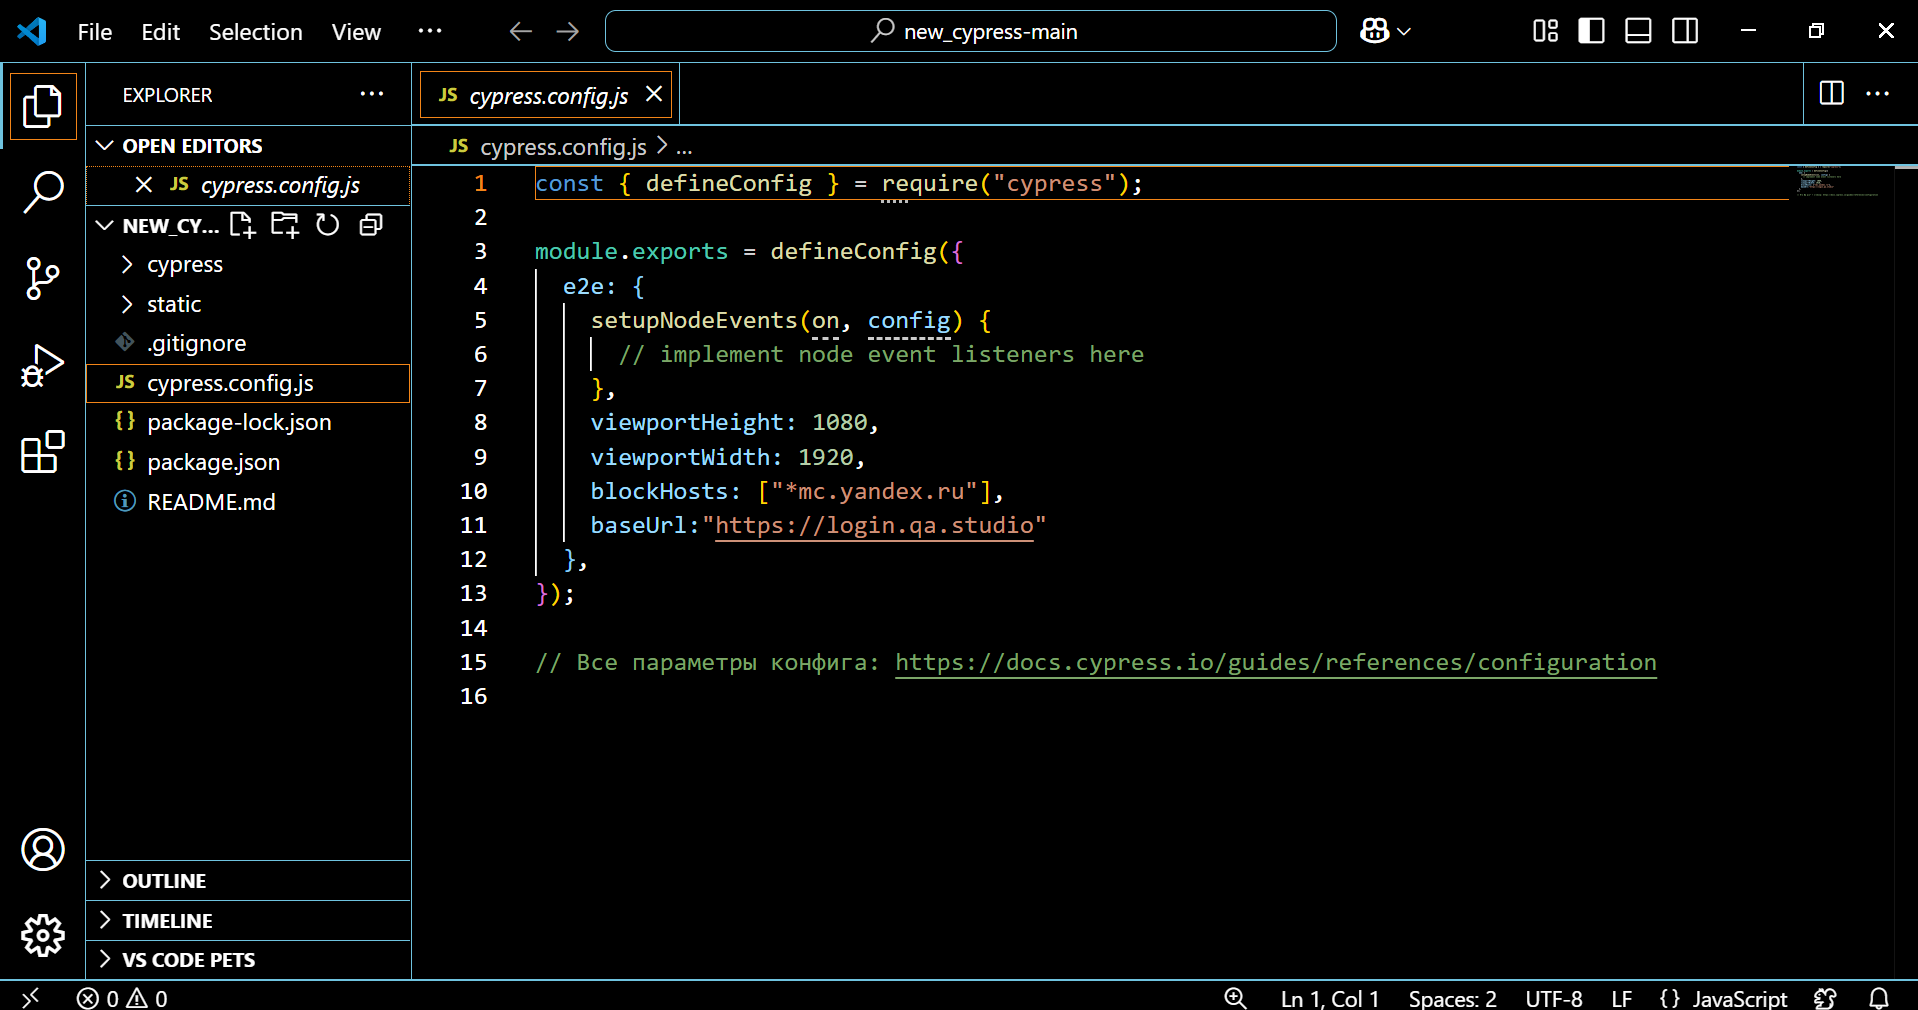 File Edit Selection View ··· new_cypress-main
EXPLORER ···
OPEN EDITORS
JS cypress.config.js
NEW_CY...
cypress
static
.gitignore
JS cypress.config.js
{} package-lock.json
{} package.json
README.md
OUTLINE
TIMELINE
VS CODE PETS
JS cypress.config.js
JS cypress.config.js > ...
1 const { defineConfig } = require("cypress");
2
3 module.exports = defineConfig({
4 e2e: {
5 setupNodeEvents(on, config) {
6 // implement node event listeners here
7 },
8 viewportHeight: 1080,
9 viewportWidth: 1920,
10 blockHosts: ["*mc.yandex.ru"],
11 baseUrl:"https://login.qa.studio"
12 },
13 });
14
15 // Все параметры конфига: https://docs.cypress.io/guides/references/configuration
16
0 0 Ln 1, Col 1 Spaces: 2 UTF-8 LF {} JavaScript